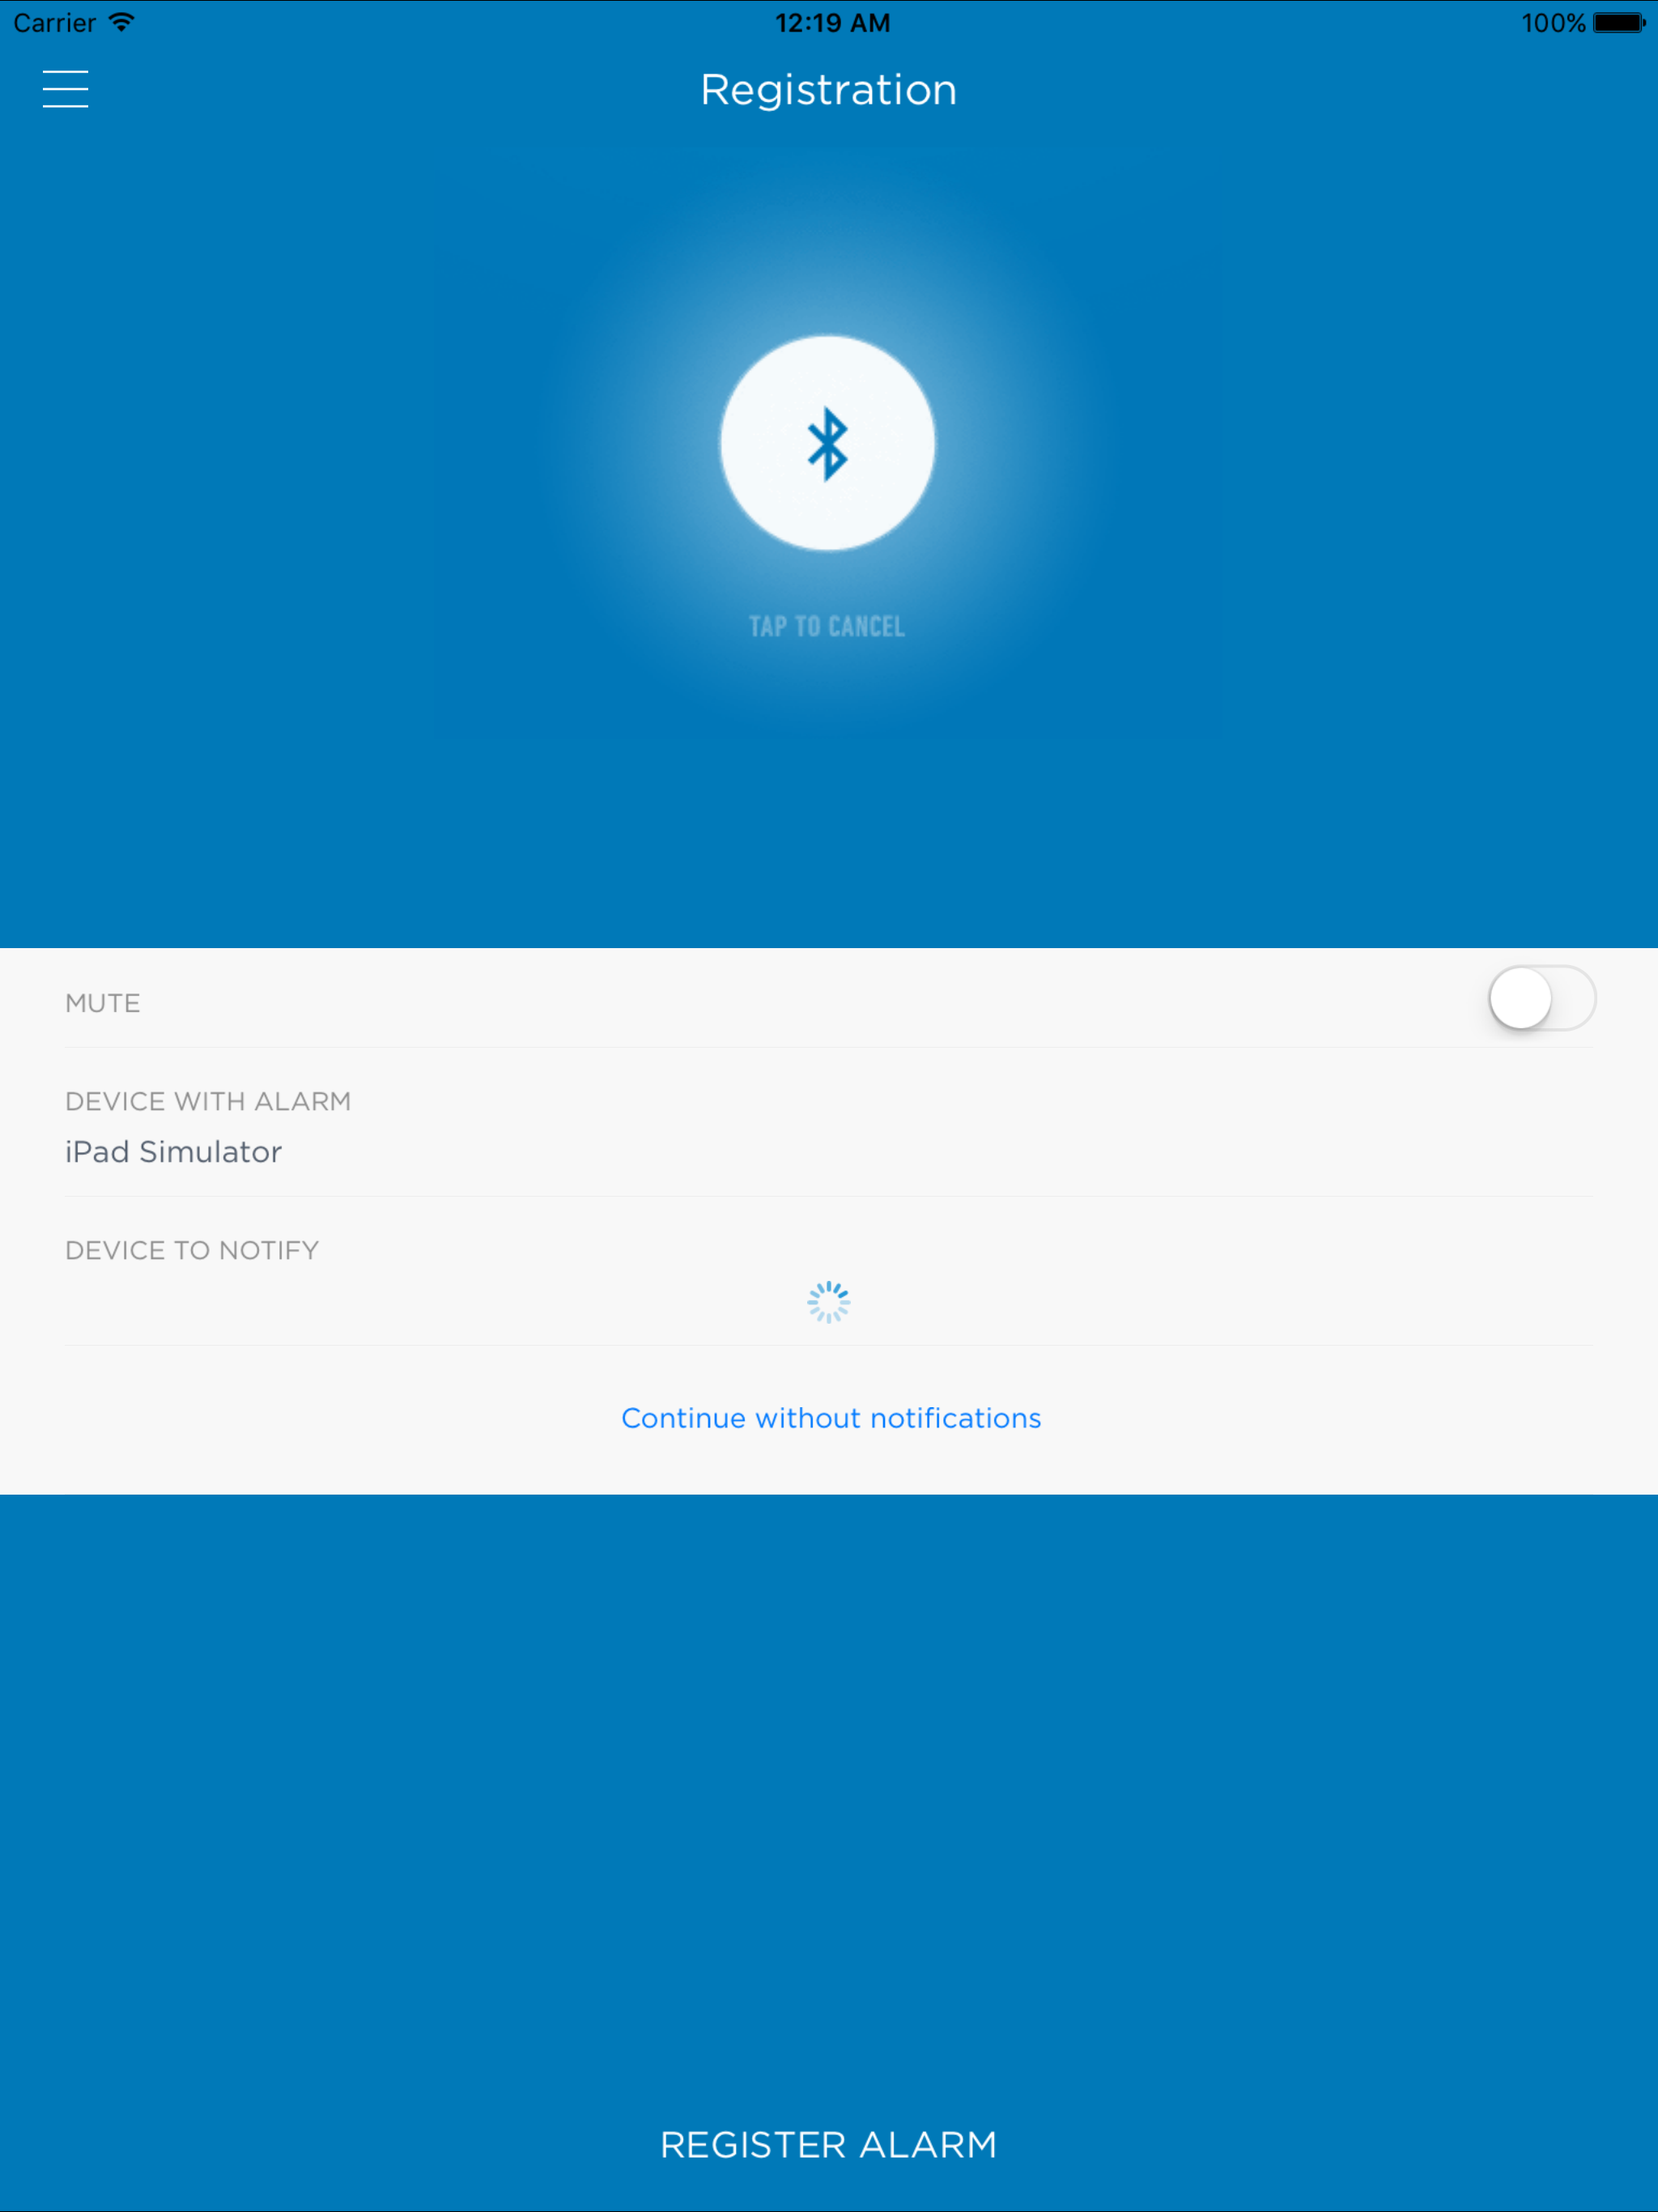 Carrier 12:19 AM 100%
Registration
TAP TO CANCEL
MUTE
DEVICE WITH ALARM
iPad Simulator
DEVICE TO NOTIFY
Continue without notifications
REGISTER ALARM